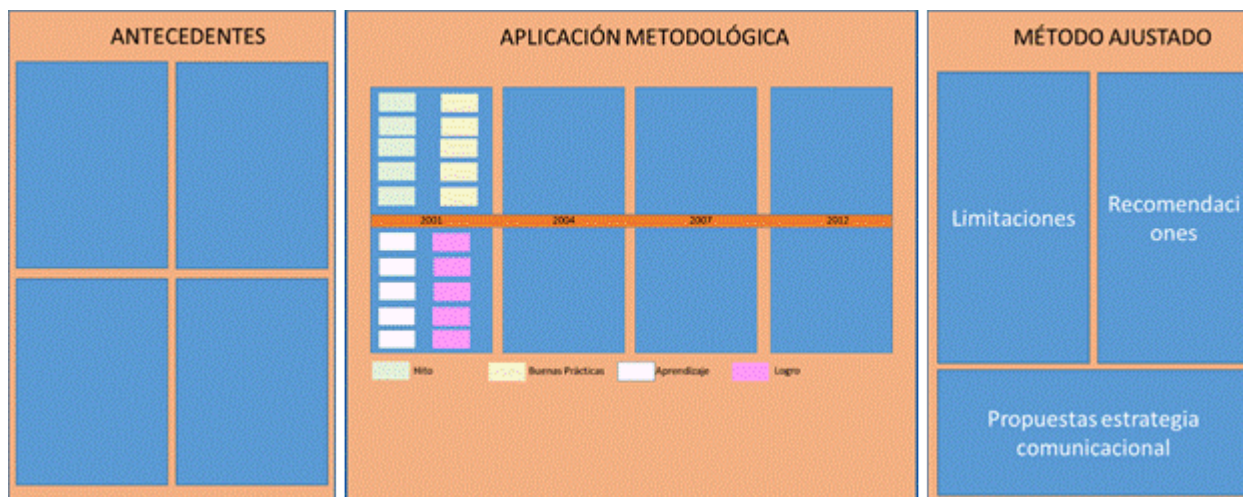 ANTECEDENTES
APLICACIÓN METODOLÓGICA
2001
2004
2007
2012
Hito
Buenas Prácticas
Aprendizaje
Logro
MÉTODO AJUSTADO
Limitaciones
Recomendaci
ones
Propuestas estrategia
comunicacional